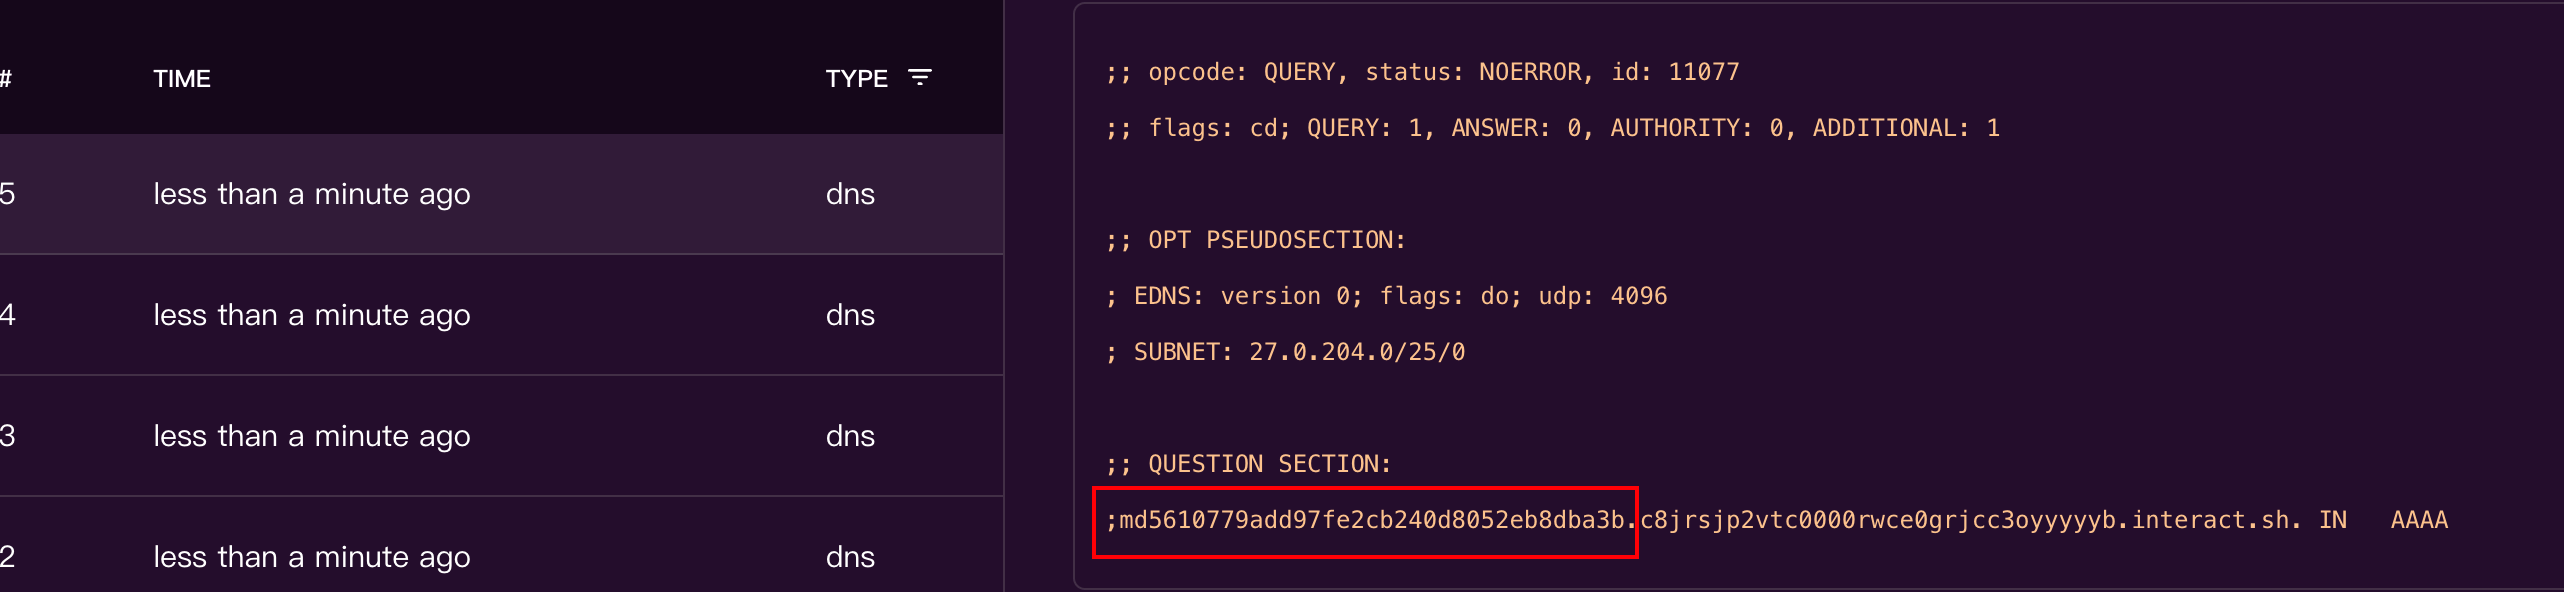 # TIME TYPE
5 less than a minute ago dns
4 less than a minute ago dns
3 less than a minute ago dns
2 less than a minute ago dns
;; opcode: QUERY, status: NOERROR, id: 11077
;; flags: cd; QUERY: 1, ANSWER: 0, AUTHORITY: 0, ADDITIONAL: 1
;; OPT PSEUDOSECTION:
; EDNS: version 0; flags: do; udp: 4096
; SUBNET: 27.0.204.0/25/0
;; QUESTION SECTION:
;md5610779add97fe2cb240d8052eb8dba3b.c8jrsjp2vtc0000rwce0grjcc3oyyyyyb.interact.sh. IN AAAA